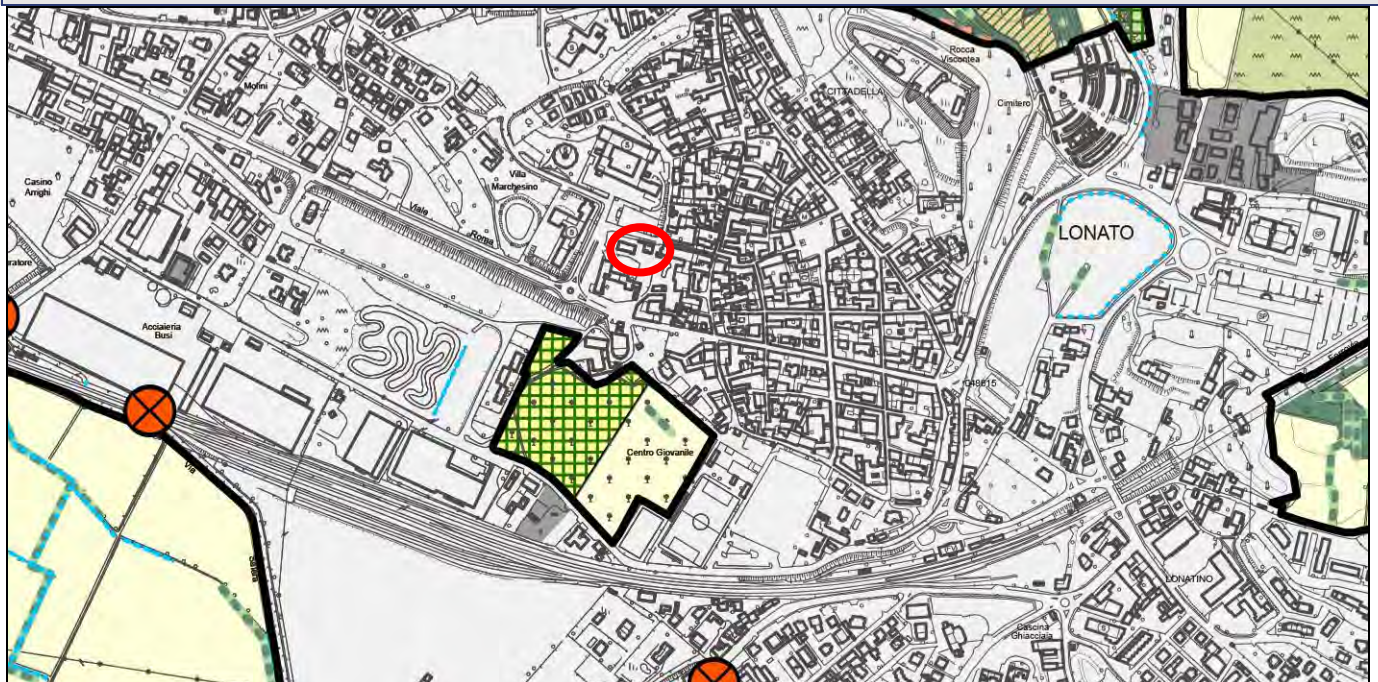 Rocca
Viscontea
CITTADELLA
Cimitero
Molini
Casino
Arrighi
Villa
Marchesino
Viale
Roma
LONATO
Acciaieria
Busi
Centro Giovanile
Via
LONATINO
Cascina
Ghiacciaia